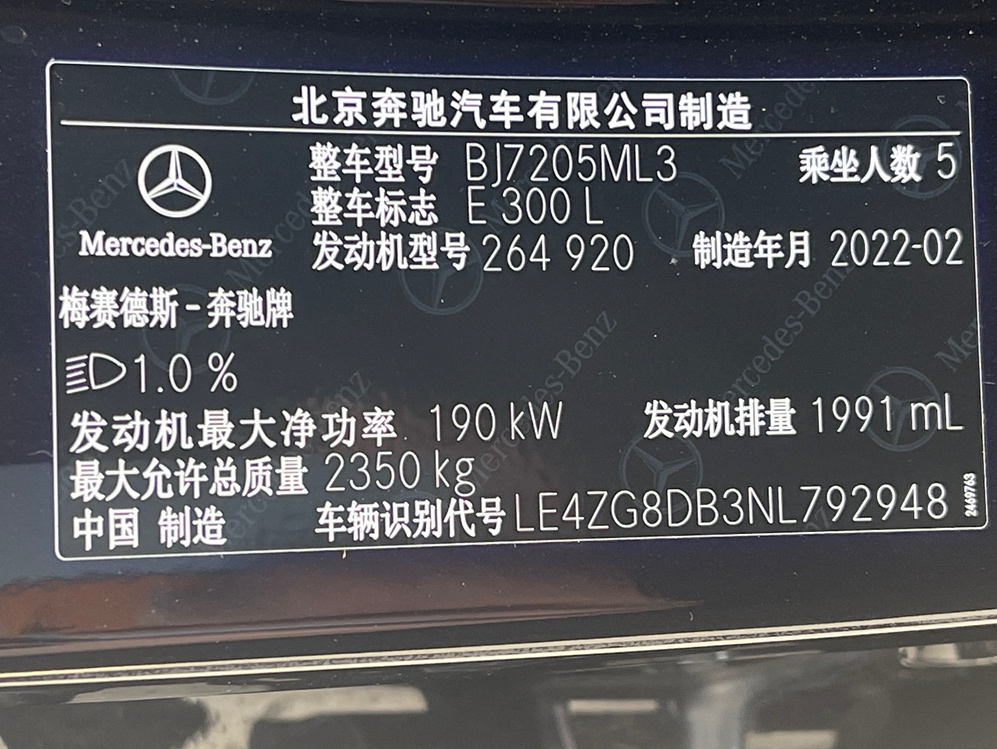 北京奔驰汽车有限公司制造
整车型号 BJ7205ML3 乘坐人数 5
整车标志 E 300 L
Mercedes-Benz 发动机型号 264 920 制造年月 2022-02
梅赛德斯-奔驰牌
1.0 %
发动机最大净功率 190 kW 发动机排量 1991 mL
最大允许总质量 2350 kg
中国 制造 车辆识别代号 LE4ZG8DB3NL792948
2469763